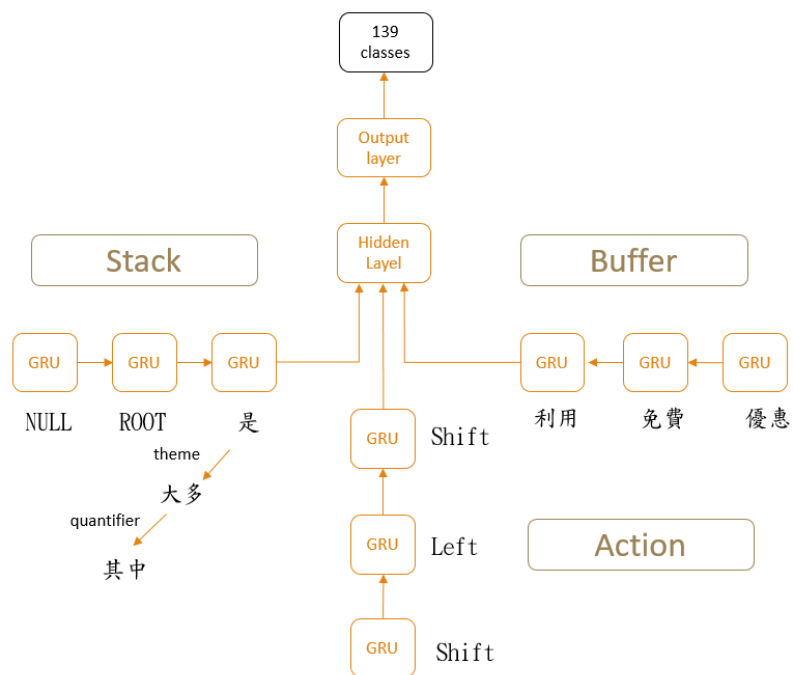 139
classes
Output
layer
Hidden
Layel
Stack
Buffer
GRU
GRU
GRU
GRU
GRU
GRU
NULL
ROOT
是
利用
免費
優惠
theme
大多
quantifier
其中
GRU
Shift
GRU
Left
Action
GRU
Shift